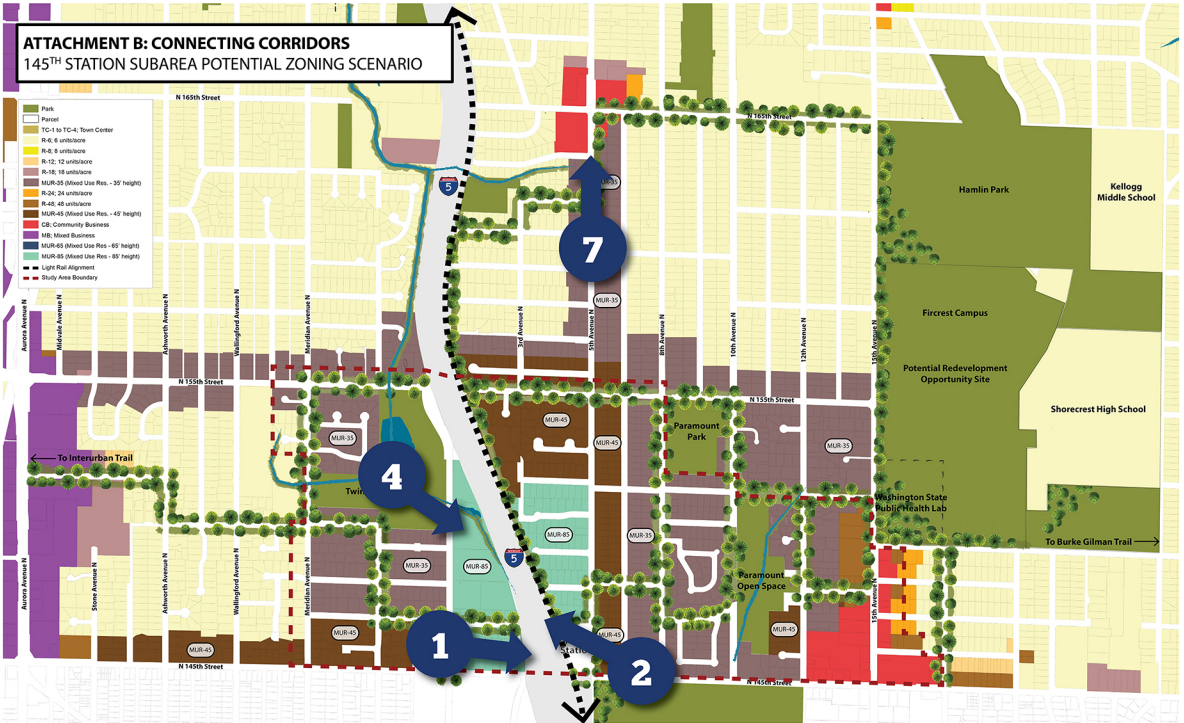 ATTACHMENT B: CONNECTING CORRIDORS
145TH STATION SUBAREA POTENTIAL ZONING SCENARIO
N 165th Street
N 165th Street
Park
Parcel
TC-1 to TC-4; Town Center
R-6; 6 units/acre
R-8; 8 units/acre
R-12; 12 units/acre
R-18; 18 units/acre
MUR-35 (Mixed Use Res. - 35' height)
R-24; 24 units/acre
R-48; 48 units/acre
MUR-45 (Mixed Use Res. - 45' height)
CB; Community Business
MB; Mixed Business
MUR-65 (Mixed Use Res - 65' height)
MUR-85 (Mixed Use Res - 85' height)
Light Rail Alignment
Study Area Boundary
5
MUR-35
Hamlin Park
Kellogg
Middle School
7
MUR-35
Aurora Avenue N
Midvale Avenue N
Ashworth Avenue N
Wallingford Avenue N
Meridian Avenue N
3rd Avenue N
5th Avenue N
8th Avenue N
10th Avenue N
12th Avenue N
15th Avenue N
Fircrest Campus
Potential Redevelopment
Opportunity Site
Shorecrest High School
N 155th Street
N 155th Street
MUR-35
MUR-45
MUR-45
Paramount
Park
MUR-35
To Interurban Trail
4
Twin
Washington State
Public Health Lab
To Burke Gilman Trail
MUR-35
MUR-85
5
MUR-85
MUR-35
Paramount
Open Space
Aurora Avenue N
Stone Avenue N
Ashworth Avenue N
Wallingford Avenue N
Meridian Avenue N
15th Avenue N
MUR-45
MUR-45
1
Station
MUR-45
2
MUR-45
N 145th Street
N 145th Street